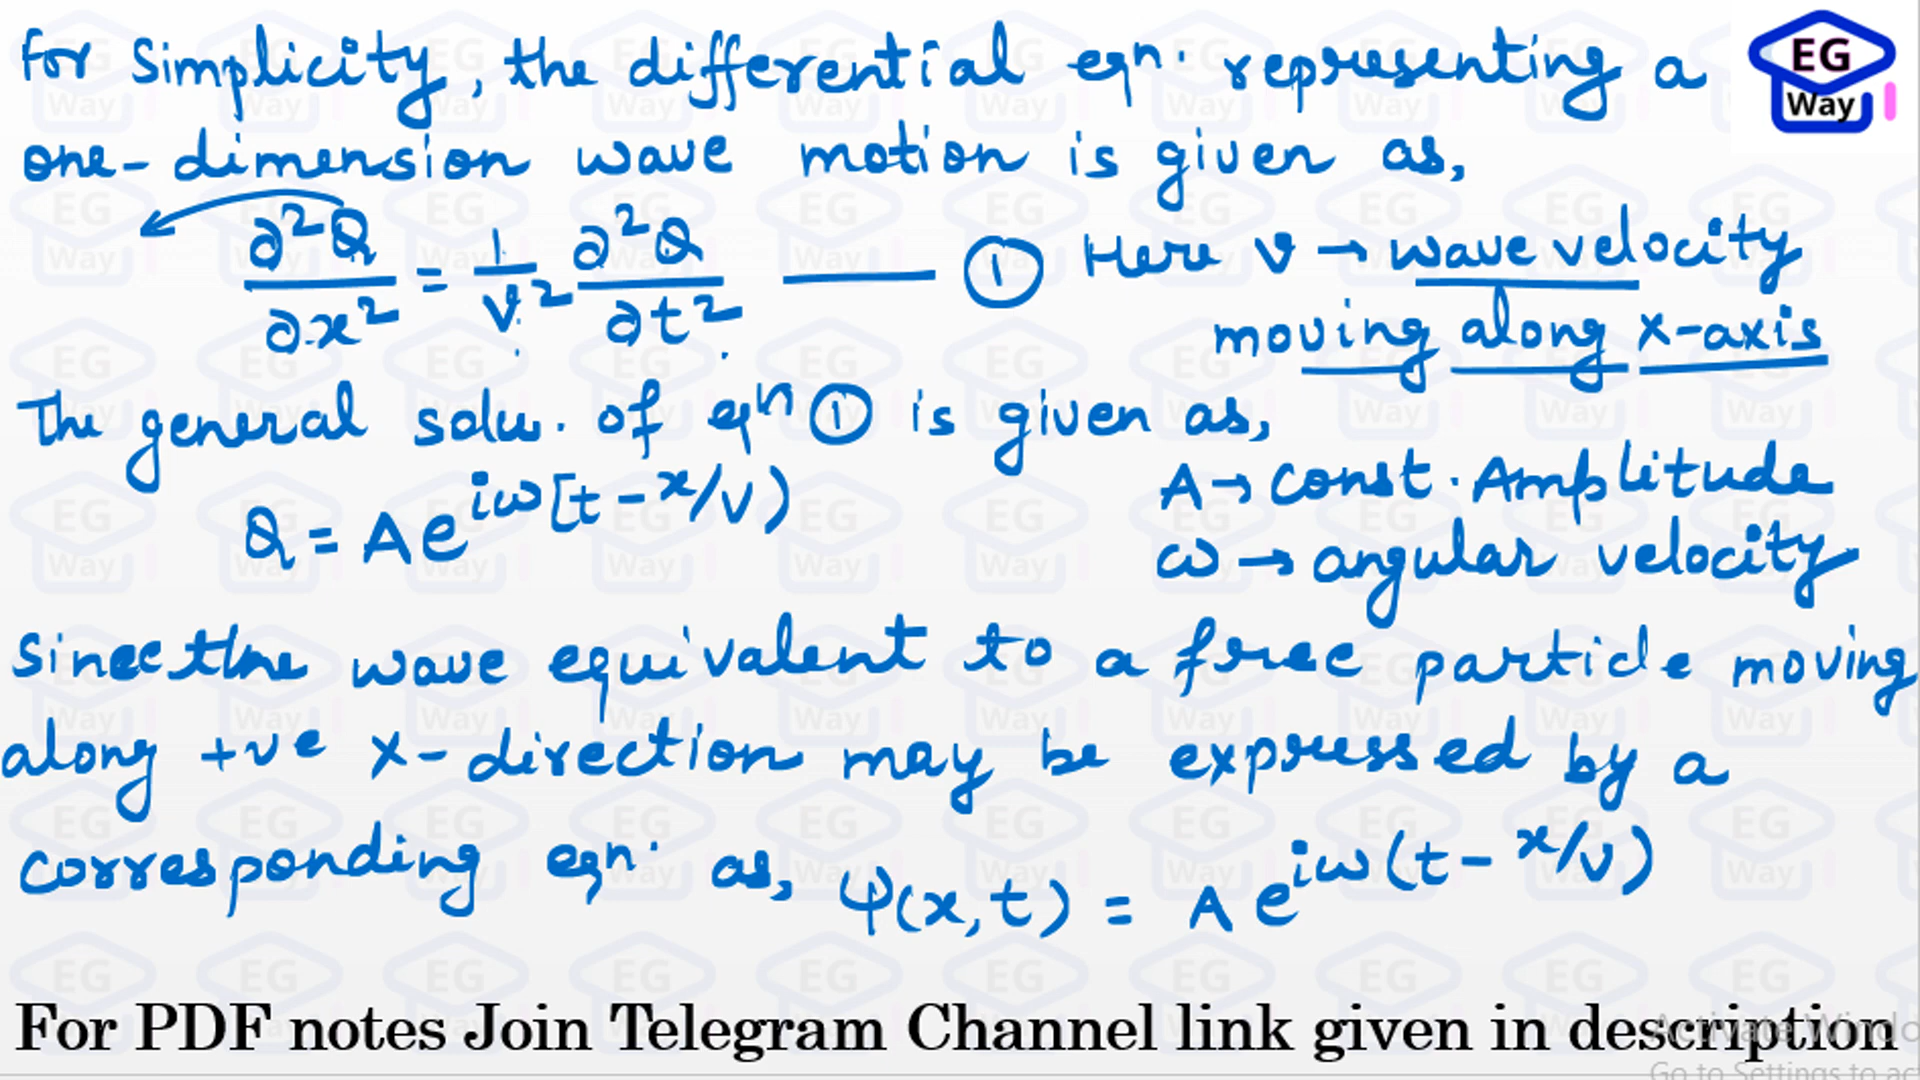 For Simplicity, the differential eqn. representing a
one-dimension wave motion is given as,
∂²Q/∂x² = 1/v² ∂²Q/∂t² —— ① Here v → wave velocity
moving along x-axis
The general solu. of eqn ① is given as,
Q = A e^{iω[t - x/v)}
A → const. Amplitude
ω → angular velocity
Since the wave equivalent to a free particle moving
along +ve x-direction may be expressed by a
corresponding eqn. as, Ψ(x,t) = A e^{iω(t - x/v)}
For PDF notes Join Telegram Channel link given in description
EG
Way